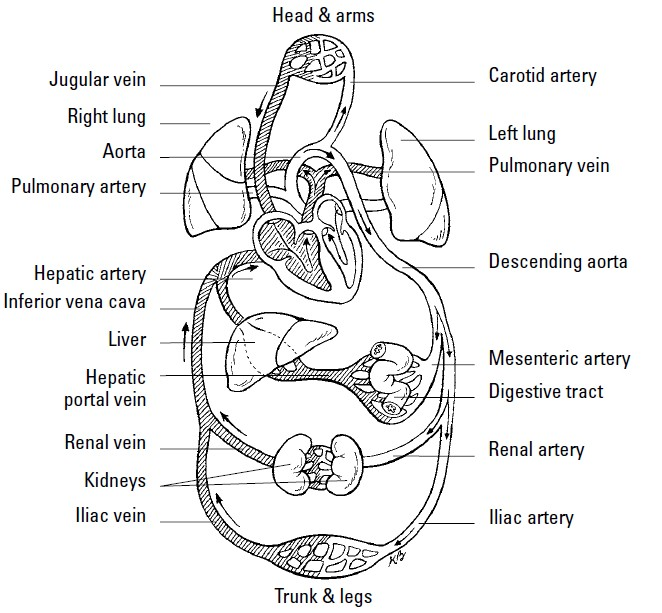 Head & arms
Jugular vein
Carotid artery
Right lung
Left lung
Aorta
Pulmonary vein
Pulmonary artery
Descending aorta
Hepatic artery
Inferior vena cava
Liver
Mesenteric artery
Hepatic
portal vein
Digestive tract
Renal vein
Renal artery
Kidneys
Iliac vein
Iliac artery
Trunk & legs